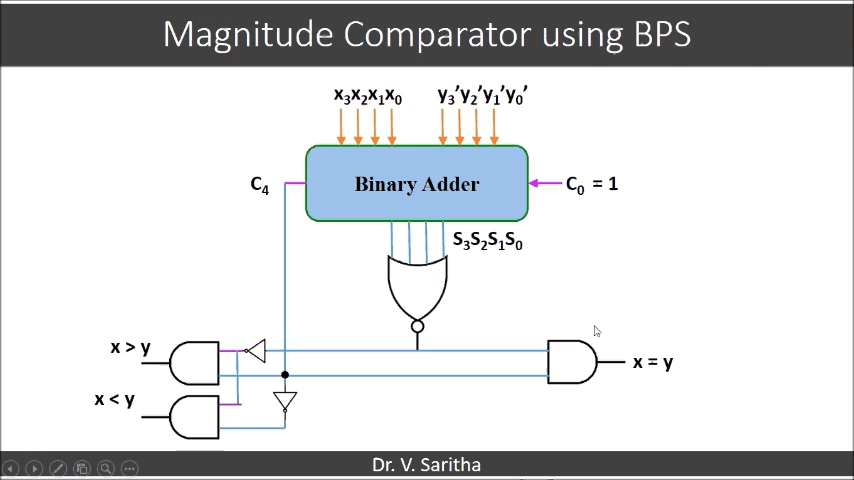 Magnitude Comparator using BPS
x₃x₂x₁x₀ y₃’y₂’y₁’y₀’
C₄ Binary Adder C₀ = 1
S₃S₂S₁S₀
x > y
x = y
x < y
Dr. V. Saritha